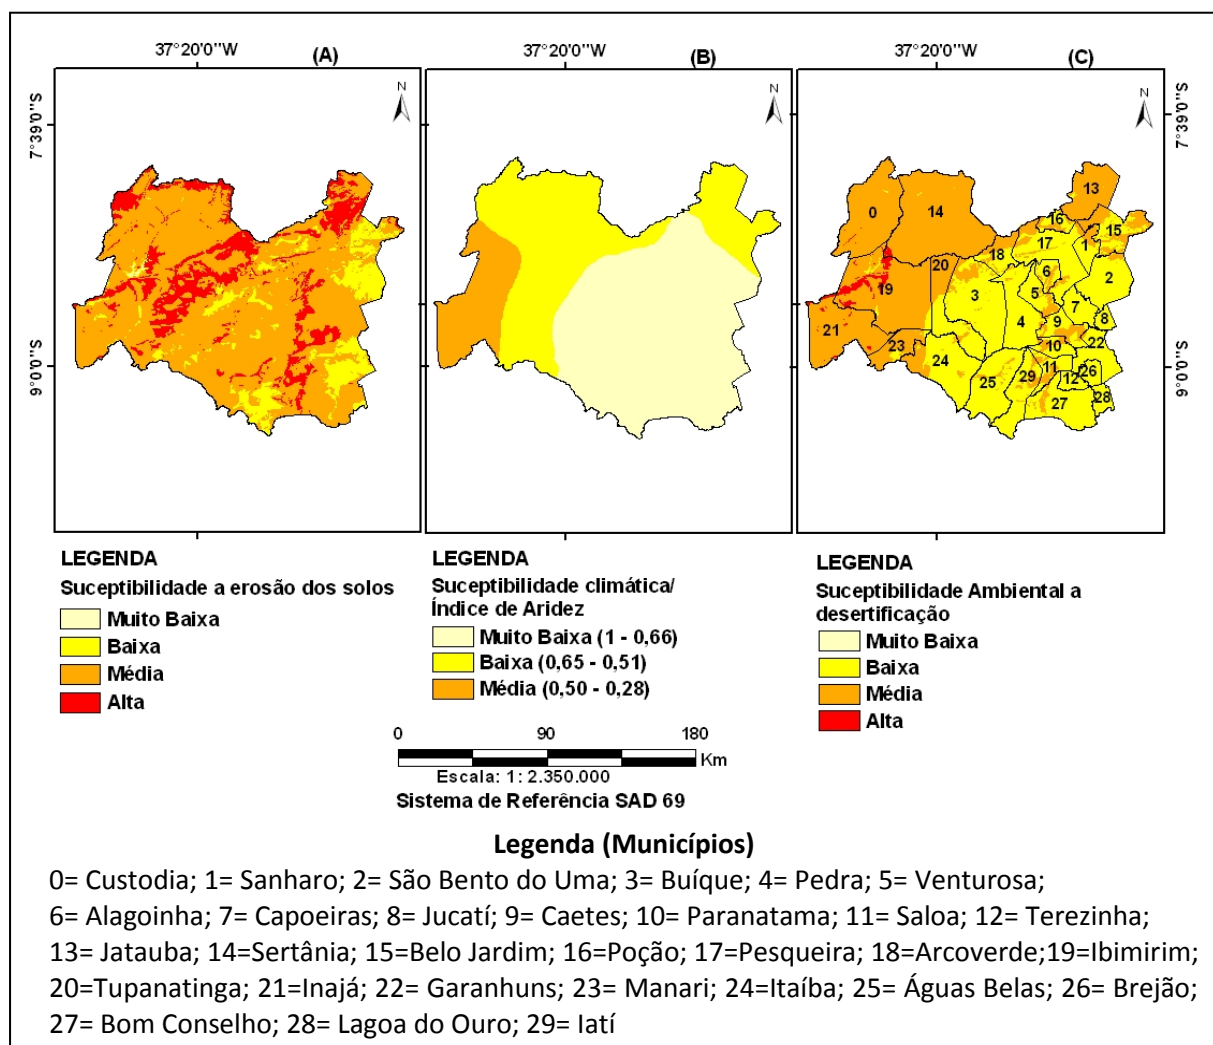 37°20'0"W
(A)
37°20'0"W
(B)
37°20'0"W
(C)
N
N
N
7°39'0"S
9°0'0"S
7°39'0"S
9°0'0"S
0
14
13
16
15
17
1
18
20
6
2
19
3
5
7
4
9
8
21
10
22
23
24
11
26
25
29
12
27
28
LEGENDA
Suceptibilidade a erosão dos solos
Muito Baixa
Baixa
Média
Alta
LEGENDA
Suceptibilidade climática/
Índice de Aridez
Muito Baixa (1 - 0,66)
Baixa (0,65 - 0,51)
Média (0,50 - 0,28)
LEGENDA
Suceptibilidade Ambiental a
desertificação
Muito Baixa
Baixa
Média
Alta
0 90 180
Km
Escala: 1: 2.350.000
Sistema de Referência SAD 69
Legenda (Municípios)
0= Custodia; 1= Sanharo; 2= São Bento do Uma; 3= Buíque; 4= Pedra; 5= Venturosa;
6= Alagoinha; 7= Capoeiras; 8= Jucatí; 9= Caetes; 10= Paranatama; 11= Saloa; 12= Terezinha;
13= Jatauba; 14=Sertânia; 15=Belo Jardim; 16=Poção; 17=Pesqueira; 18=Arcoverde;19=Ibimirim;
20=Tupanatinga; 21=Inajá; 22= Garanhuns; 23= Manari; 24=Itaíba; 25= Águas Belas; 26= Brejão;
27= Bom Conselho; 28= Lagoa do Ouro; 29= Iatí